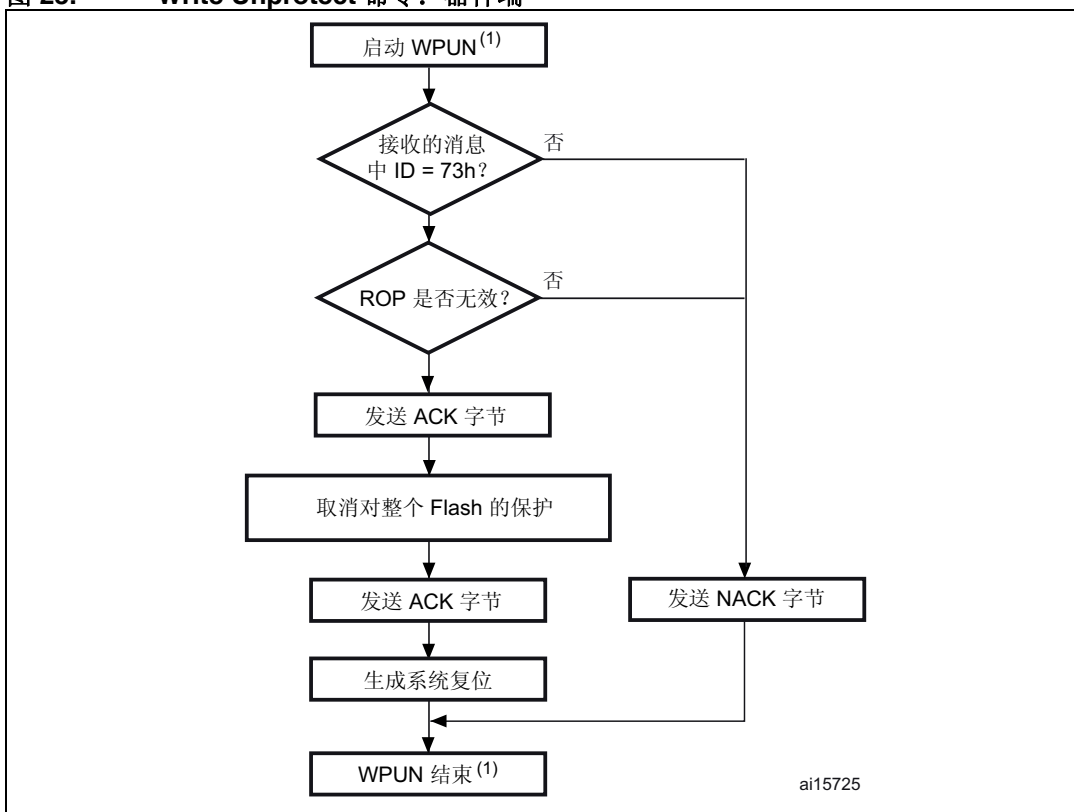 启动 WPUN(1)
接收的消息
中 ID = 73h?
否
ROP 是否无效?
否
发送 ACK 字节
取消对整个 Flash 的保护
发送 ACK 字节
发送 NACK 字节
生成系统复位
WPUN 结束(1)
ai15725